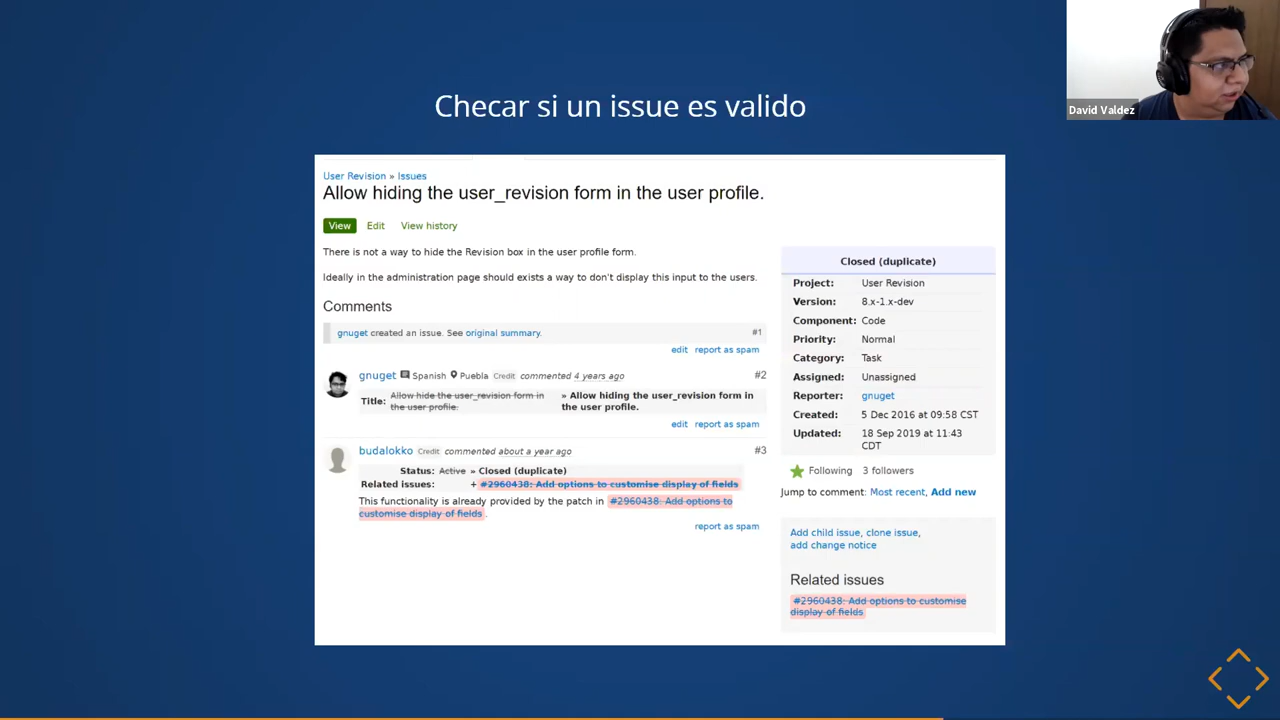 David Valdez
Checar si un issue es valido
User Revision » Issues
Allow hiding the user_revision form in the user profile.
View Edit View history
There is not a way to hide the Revision box in the user profile form.
Ideally in the administration page should exists a way to don't display this input to the users.
Comments
gnuget created an issue. See original summary. #1
edit report as spam
gnuget Spanish Puebla Credit commented 4 years ago #2
Title: Allow hide the user_revision form in the user profile. » Allow hiding the user_revision form in the user profile.
edit report as spam
budalokko Credit commented about a year ago #3
Status: Active » Closed (duplicate)
Related issues: + #2960438: Add options to customise display of fields
This functionality is already provided by the patch in #2960438: Add options to
customise display of fields .
report as spam
Closed (duplicate)
Project: User Revision
Version: 8.x-1.x-dev
Component: Code
Priority: Normal
Category: Task
Assigned: Unassigned
Reporter: gnuget
Created: 5 Dec 2016 at 09:58 CST
Updated: 18 Sep 2019 at 11:43
CDT
Following 3 followers
Jump to comment: Most recent, Add new
Add child issue, clone issue,
add change notice
Related issues
#2960438: Add options to customise
display of fields